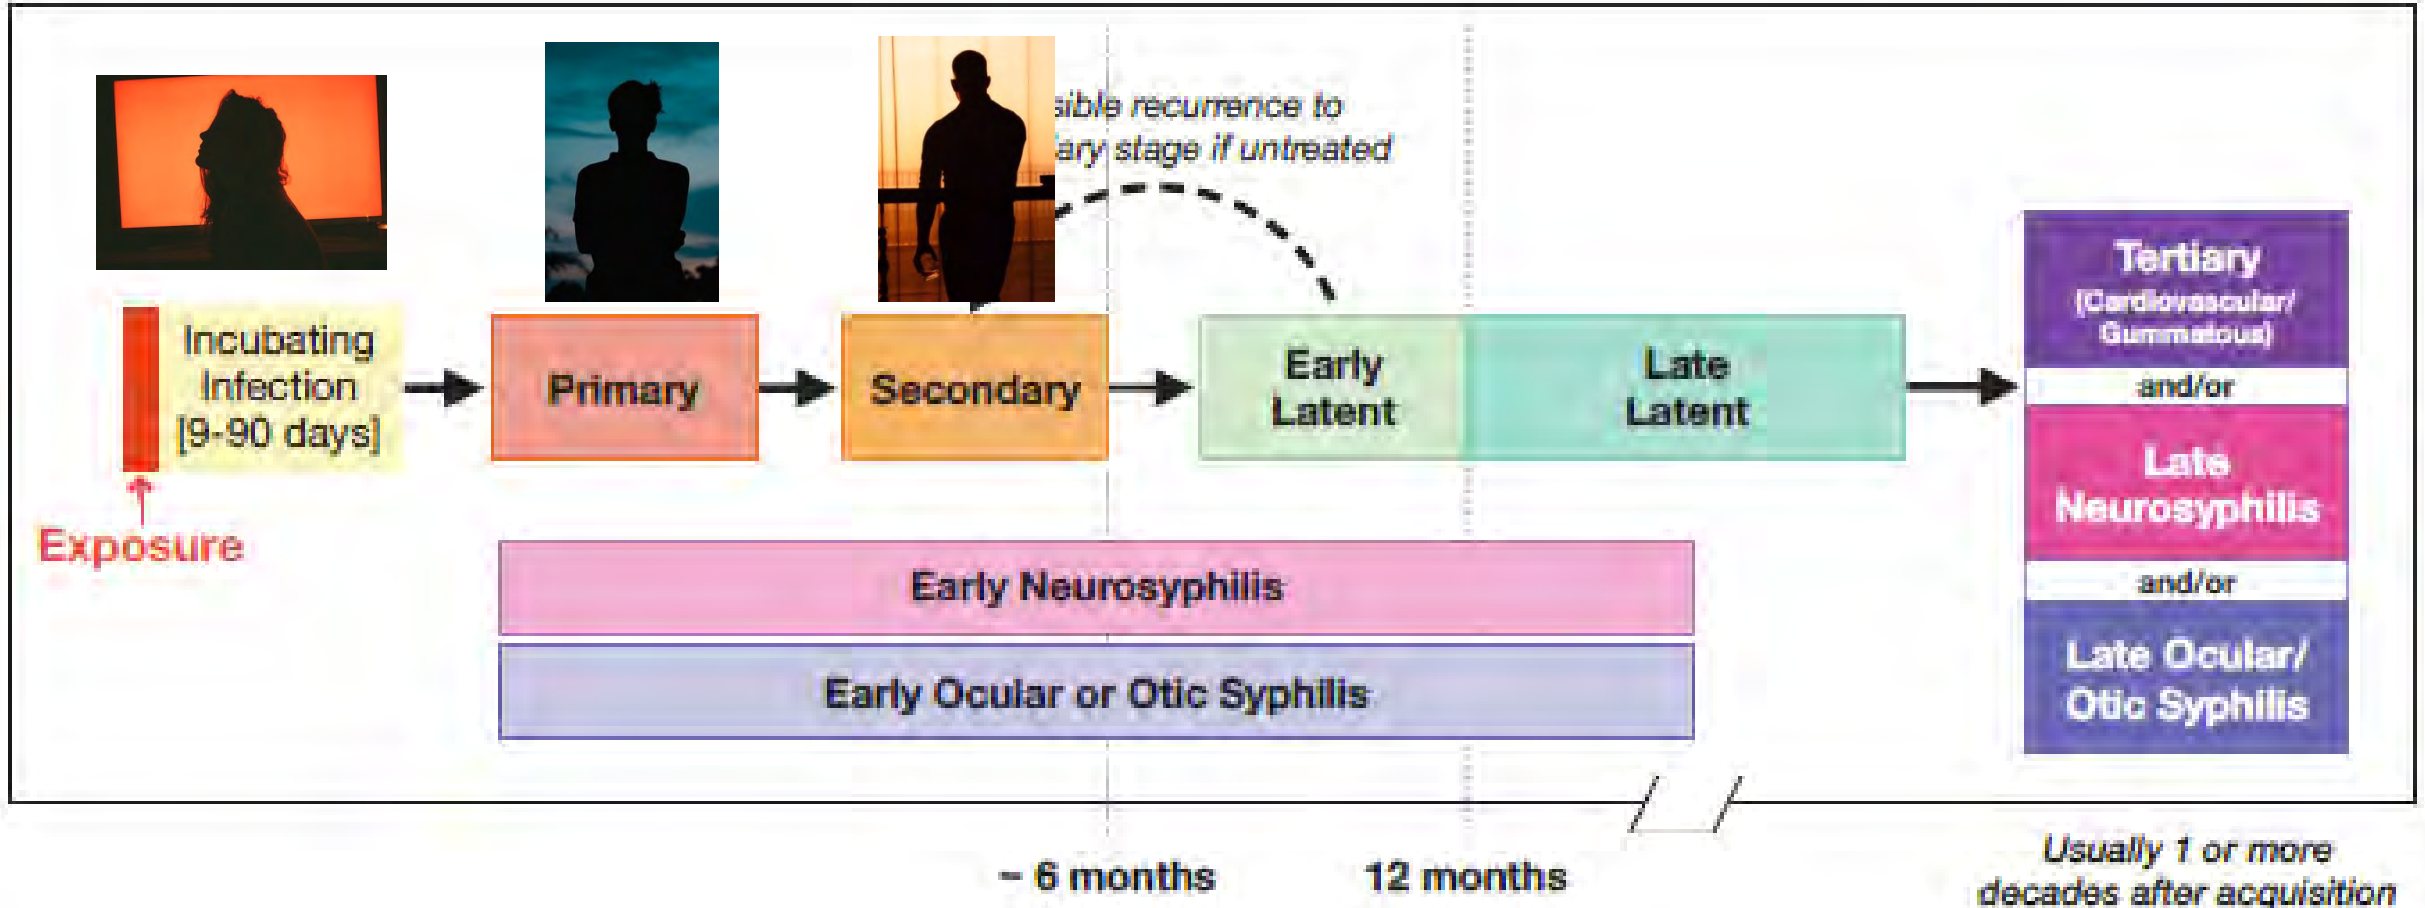 sible recurrence to
ary stage if untreated
Incubating
Infection
[9-90 days]
Exposure
Primary
Secondary
Early
Latent
Late
Latent
Tertiary
(Cardiovascular/
Gummatous)
and/or
Late
Neurosyphilis
and/or
Late Ocular/
Otic Syphilis
Early Neurosyphilis
Early Ocular or Otic Syphilis
~ 6 months
12 months
Usually 1 or more
decades after acquisition